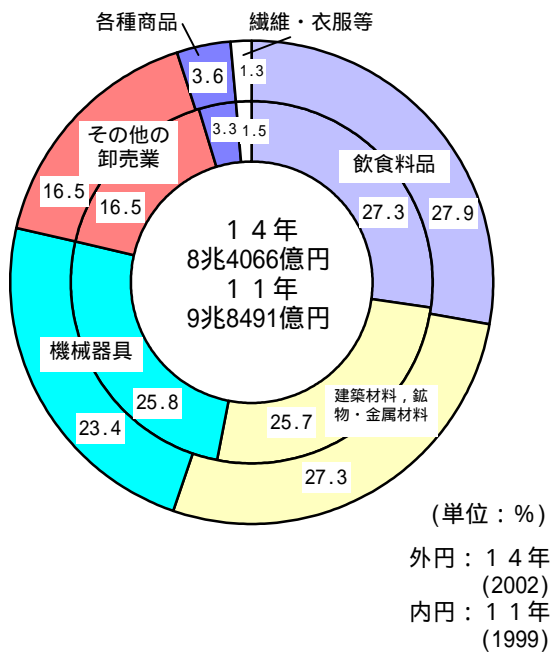 各種商品
繊維・衣服等
3.6
1.3
3.3
1.5
その他の
卸売業
飲食料品
16.5
16.5
27.3
27.9
１４年
8兆4066億円
１１年
9兆8491億円
機械器具
建築材料，鉱
物・金属材料
25.8
25.7
23.4
27.3
(単位：%)
外円：１４年
(2002)
内円：１１年
(1999)